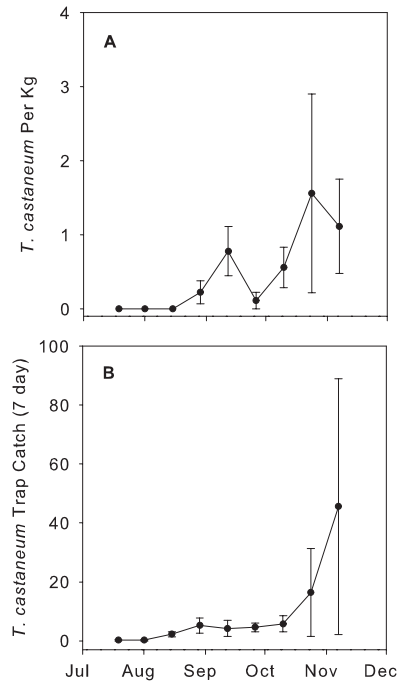 A
T. castaneum Per Kg
4
3
2
1
0
B
T. castaneum Trap Catch (7 day)
100
80
60
40
20
0
Jul Aug Sep Oct Nov Dec